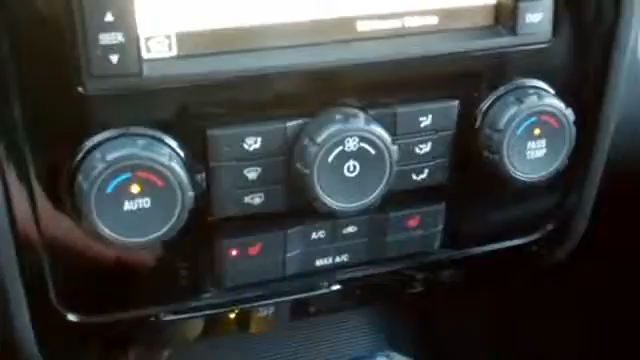 SEEK
DISP
AUTO
PASS
TEMP
A/C
MAX A/C